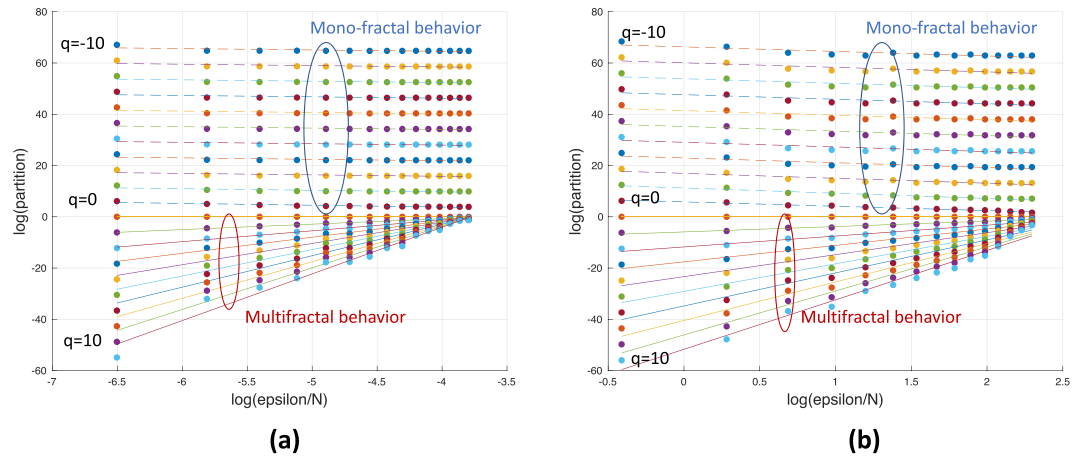 80
Mono-fractal behavior
q=-10
60
40
20
q=0
0
-20
-40
Multifractal behavior
q=10
-60
-7
-6.5
-6
-5.5
-5
-4.5
-4
-3.5
log(partition)
log(epsilon/N)
(a)
80
Mono-fractal behavior
q=-10
60
40
20
q=0
0
-20
-40
Multifractal behavior
q=10
-60
-0.5
0
0.5
1
1.5
2
2.5
log(partition)
log(epsilon/N)
(b)